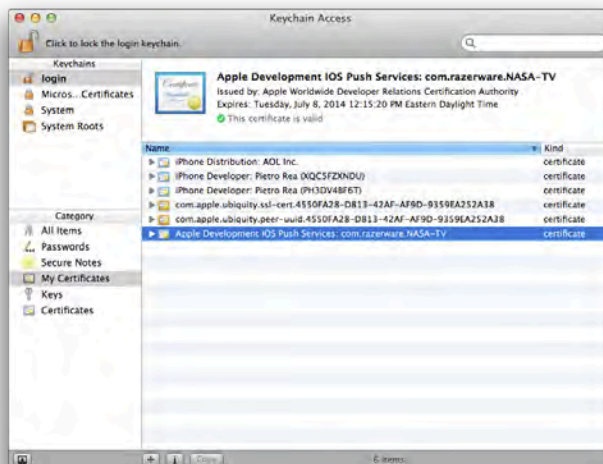 Keychain Access
Click to lock the login keychain.
Keychains
login
Micros...Certificates
System
System Roots
Apple Development IOS Push Services: com.razerware.NASA-TV
Issued by: Apple Worldwide Developer Relations Certification Authority
Expires: Tuesday, July 8, 2014 12:15:20 PM Eastern Daylight Time
This certificate is valid
Name Kind
iPhone Distribution: AOL Inc. certificate
iPhone Developer: Pietro Rea (XQC5FZXNDU) certificate
iPhone Developer: Pietro Rea (PH3DV48F6T) certificate
com.apple.ubiquity.ssl-cert.4550FA28-D813-42AF-AF9D-9359EA252A38 certificate
com.apple.ubiquity.peer-uuid.4550FA28-D813-42AF-AF9D-9359EA252A38 certificate
Apple Development IOS Push Services: com.razerware.NASA-TV certificate
Category
All Items
Passwords
Secure Notes
My Certificates
Keys
Certificates
Copy
6 items